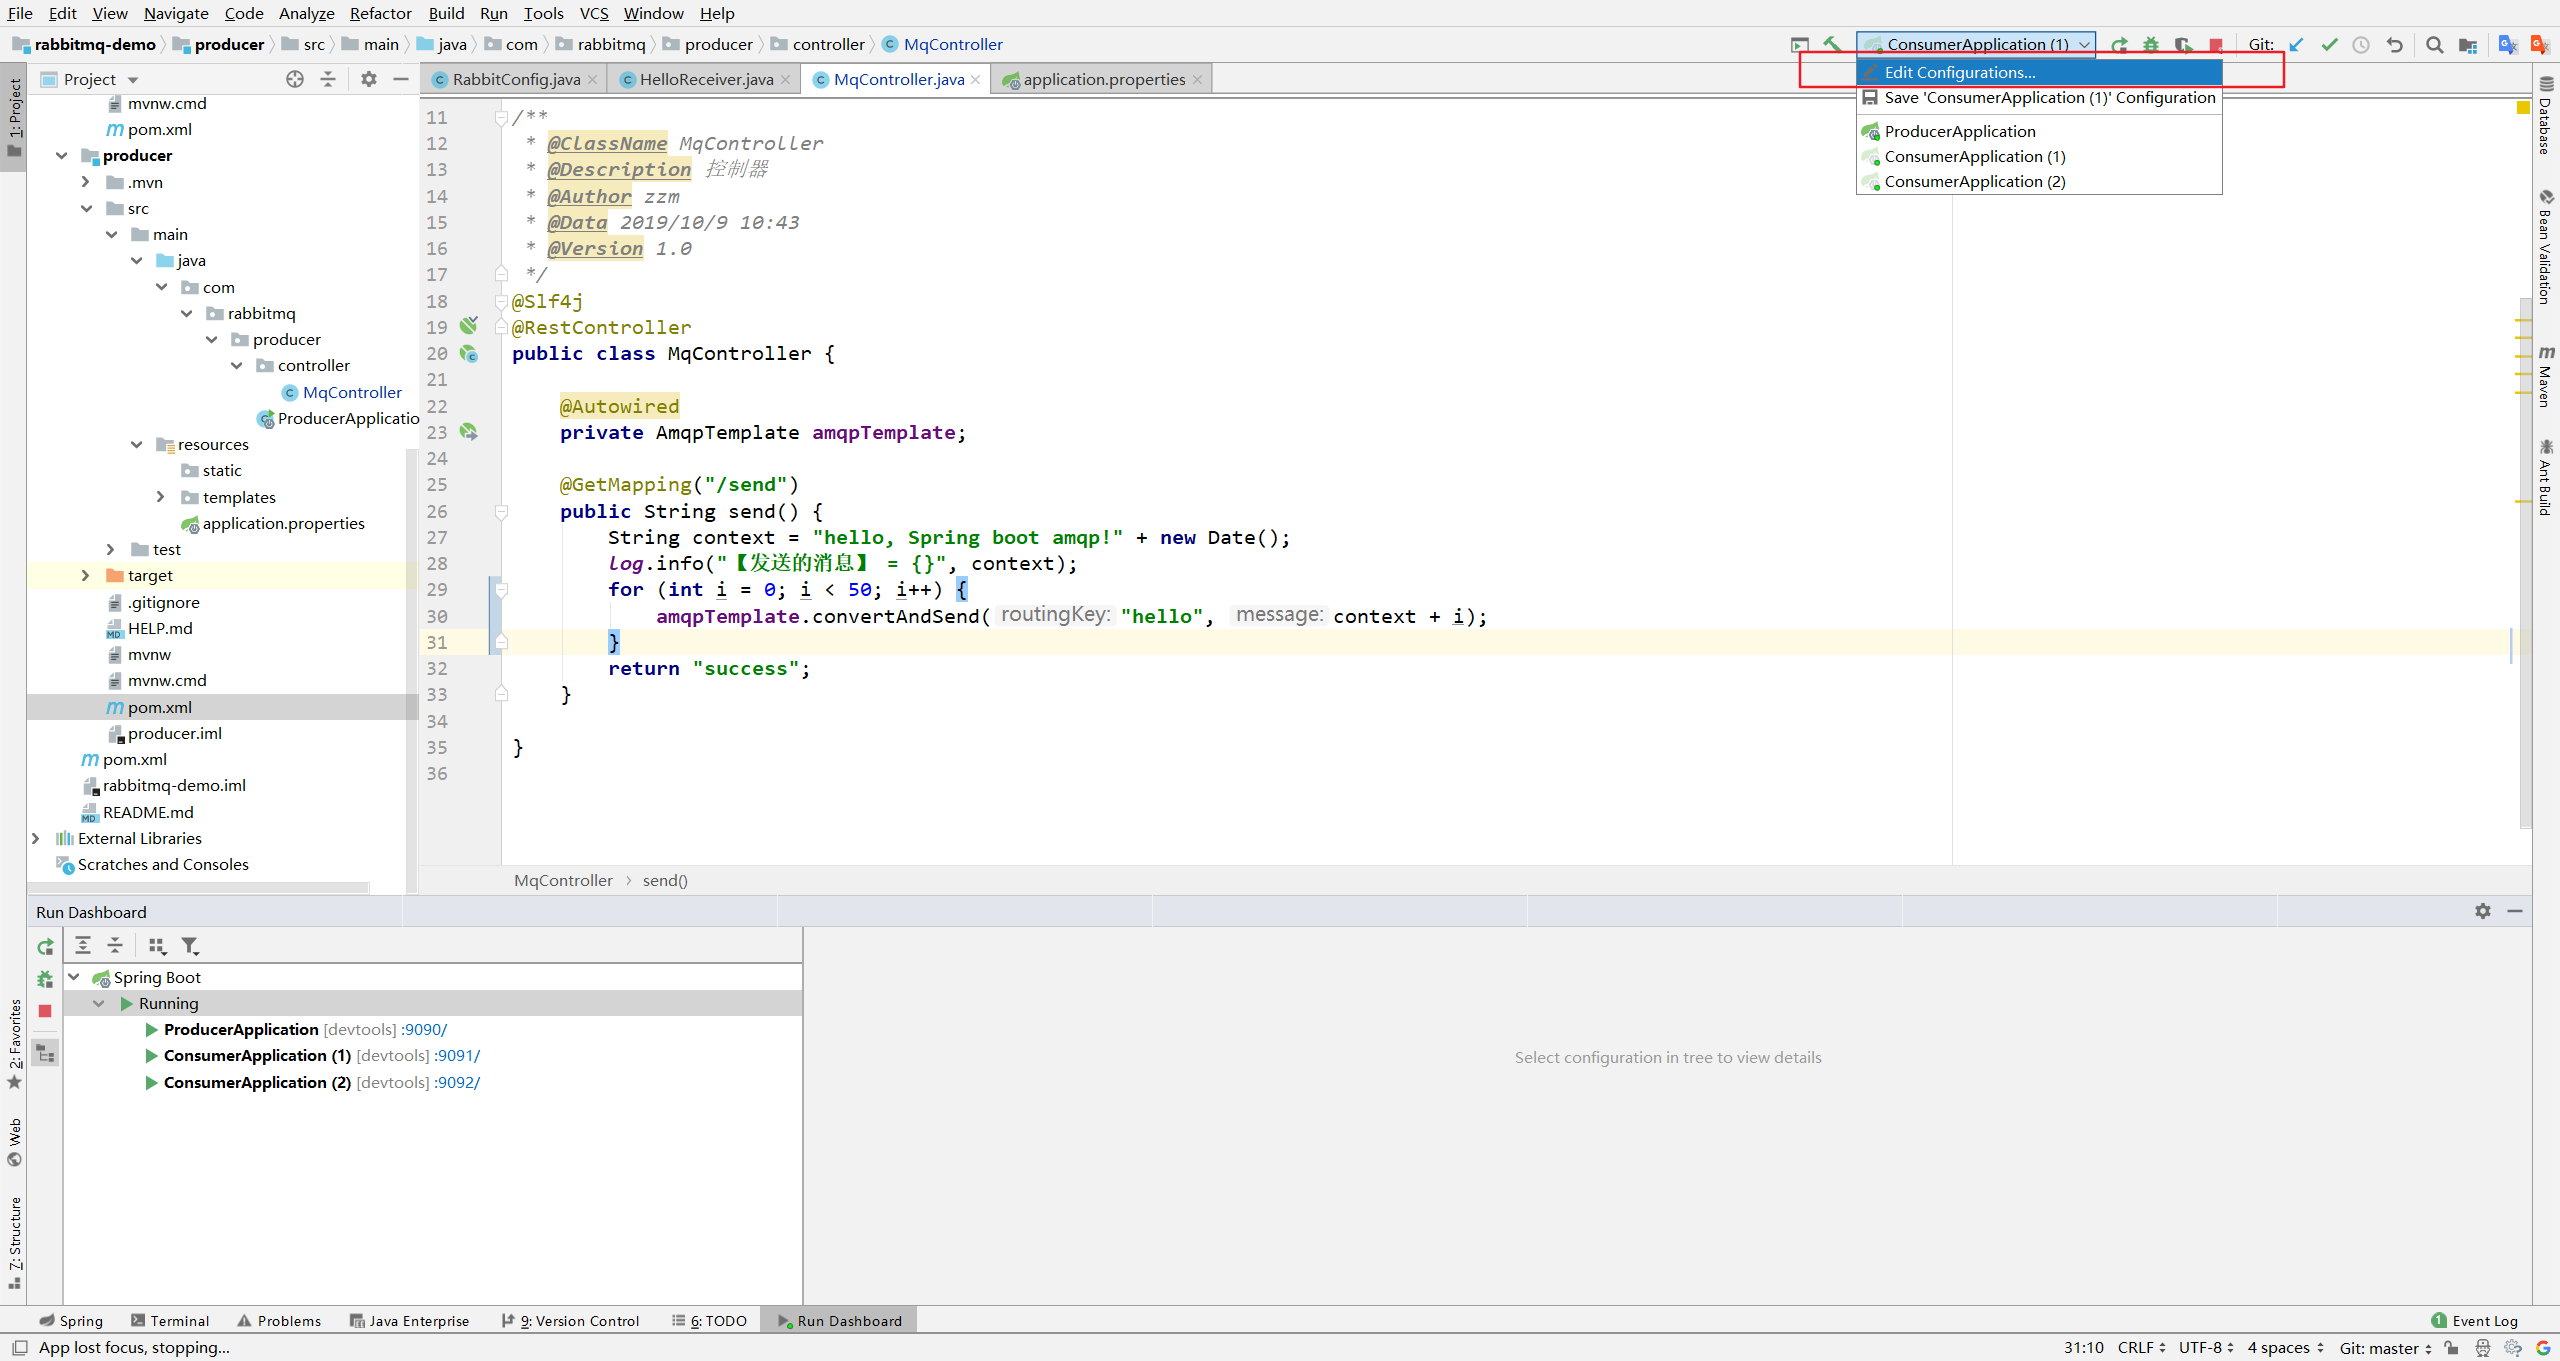 File Edit View Navigate Code Analyze Refactor Build Run Tools VCS Window Help
rabbitmq-demo producer src main java com rabbitmq producer controller MqController
ConsumerApplication (1) Git:
Edit Configurations...
Save 'ConsumerApplication (1)' Configuration
ProducerApplication
ConsumerApplication (1)
ConsumerApplication (2)
1: Project
Project
mvnw.cmd
pom.xml
producer
.mvn
src
main
java
com
rabbitmq
producer
controller
MqController
ProducerApplicatio
resources
static
templates
application.properties
test
target
.gitignore
HELP.md
mvnw
mvnw.cmd
pom.xml
producer.iml
pom.xml
rabbitmq-demo.iml
README.md
External Libraries
Scratches and Consoles
RabbitConfig.java HelloReceiver.java MqController.java application.properties
11 /**
12 * @ClassName MqController
13 * @Description 控制器
14 * @Author zzm
15 * @Data 2019/10/9 10:43
16 * @Version 1.0
17 */
18 @Slf4j
19 @RestController
20 public class MqController {
21
22 @Autowired
23 private AmqpTemplate amqpTemplate;
24
25 @GetMapping("/send")
26 public String send() {
27 String context = "hello, Spring boot amqp!" + new Date();
28 log.info("【发送的消息】 = {}", context);
29 for (int i = 0; i < 50; i++) {
30 amqpTemplate.convertAndSend( routingKey: "hello", message: context + i);
31 }
32 return "success";
33 }
34
35 }
36
MqController send()
Database
Bean Validation
Maven
Ant Build
Run Dashboard
Spring Boot
Running
ProducerApplication [devtools] :9090/
ConsumerApplication (1) [devtools] :9091/
ConsumerApplication (2) [devtools] :9092/
Select configuration in tree to view details
2: Favorites
Web
7: Structure
Spring Terminal Problems Java Enterprise 9: Version Control 6: TODO Run Dashboard 1 Event Log
App lost focus, stopping... 31:10 CRLF UTF-8 4 spaces Git: master